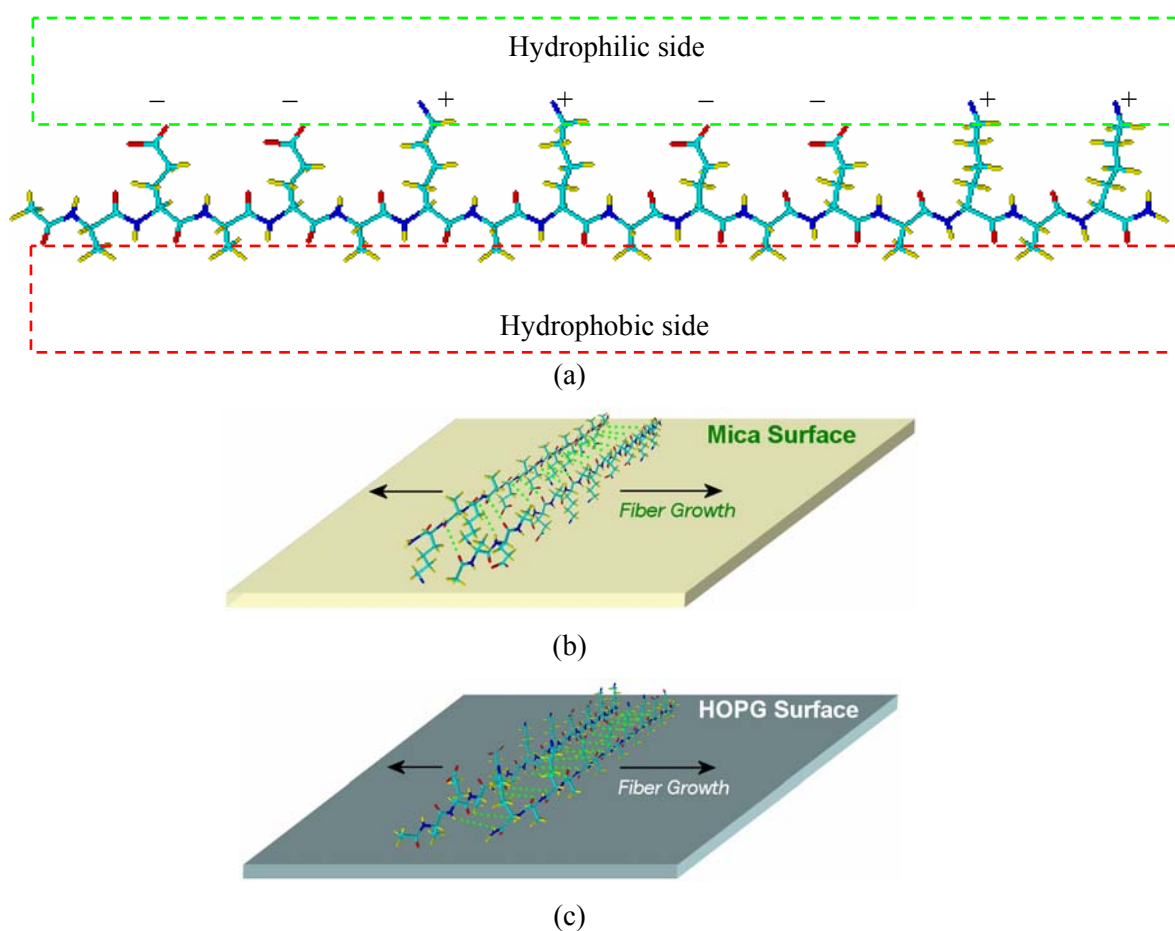 Hydrophilic side
– – + + – – + +
Hydrophobic side
(a)
Mica Surface
Fiber Growth
(b)
HOPG Surface
Fiber Growth
(c)